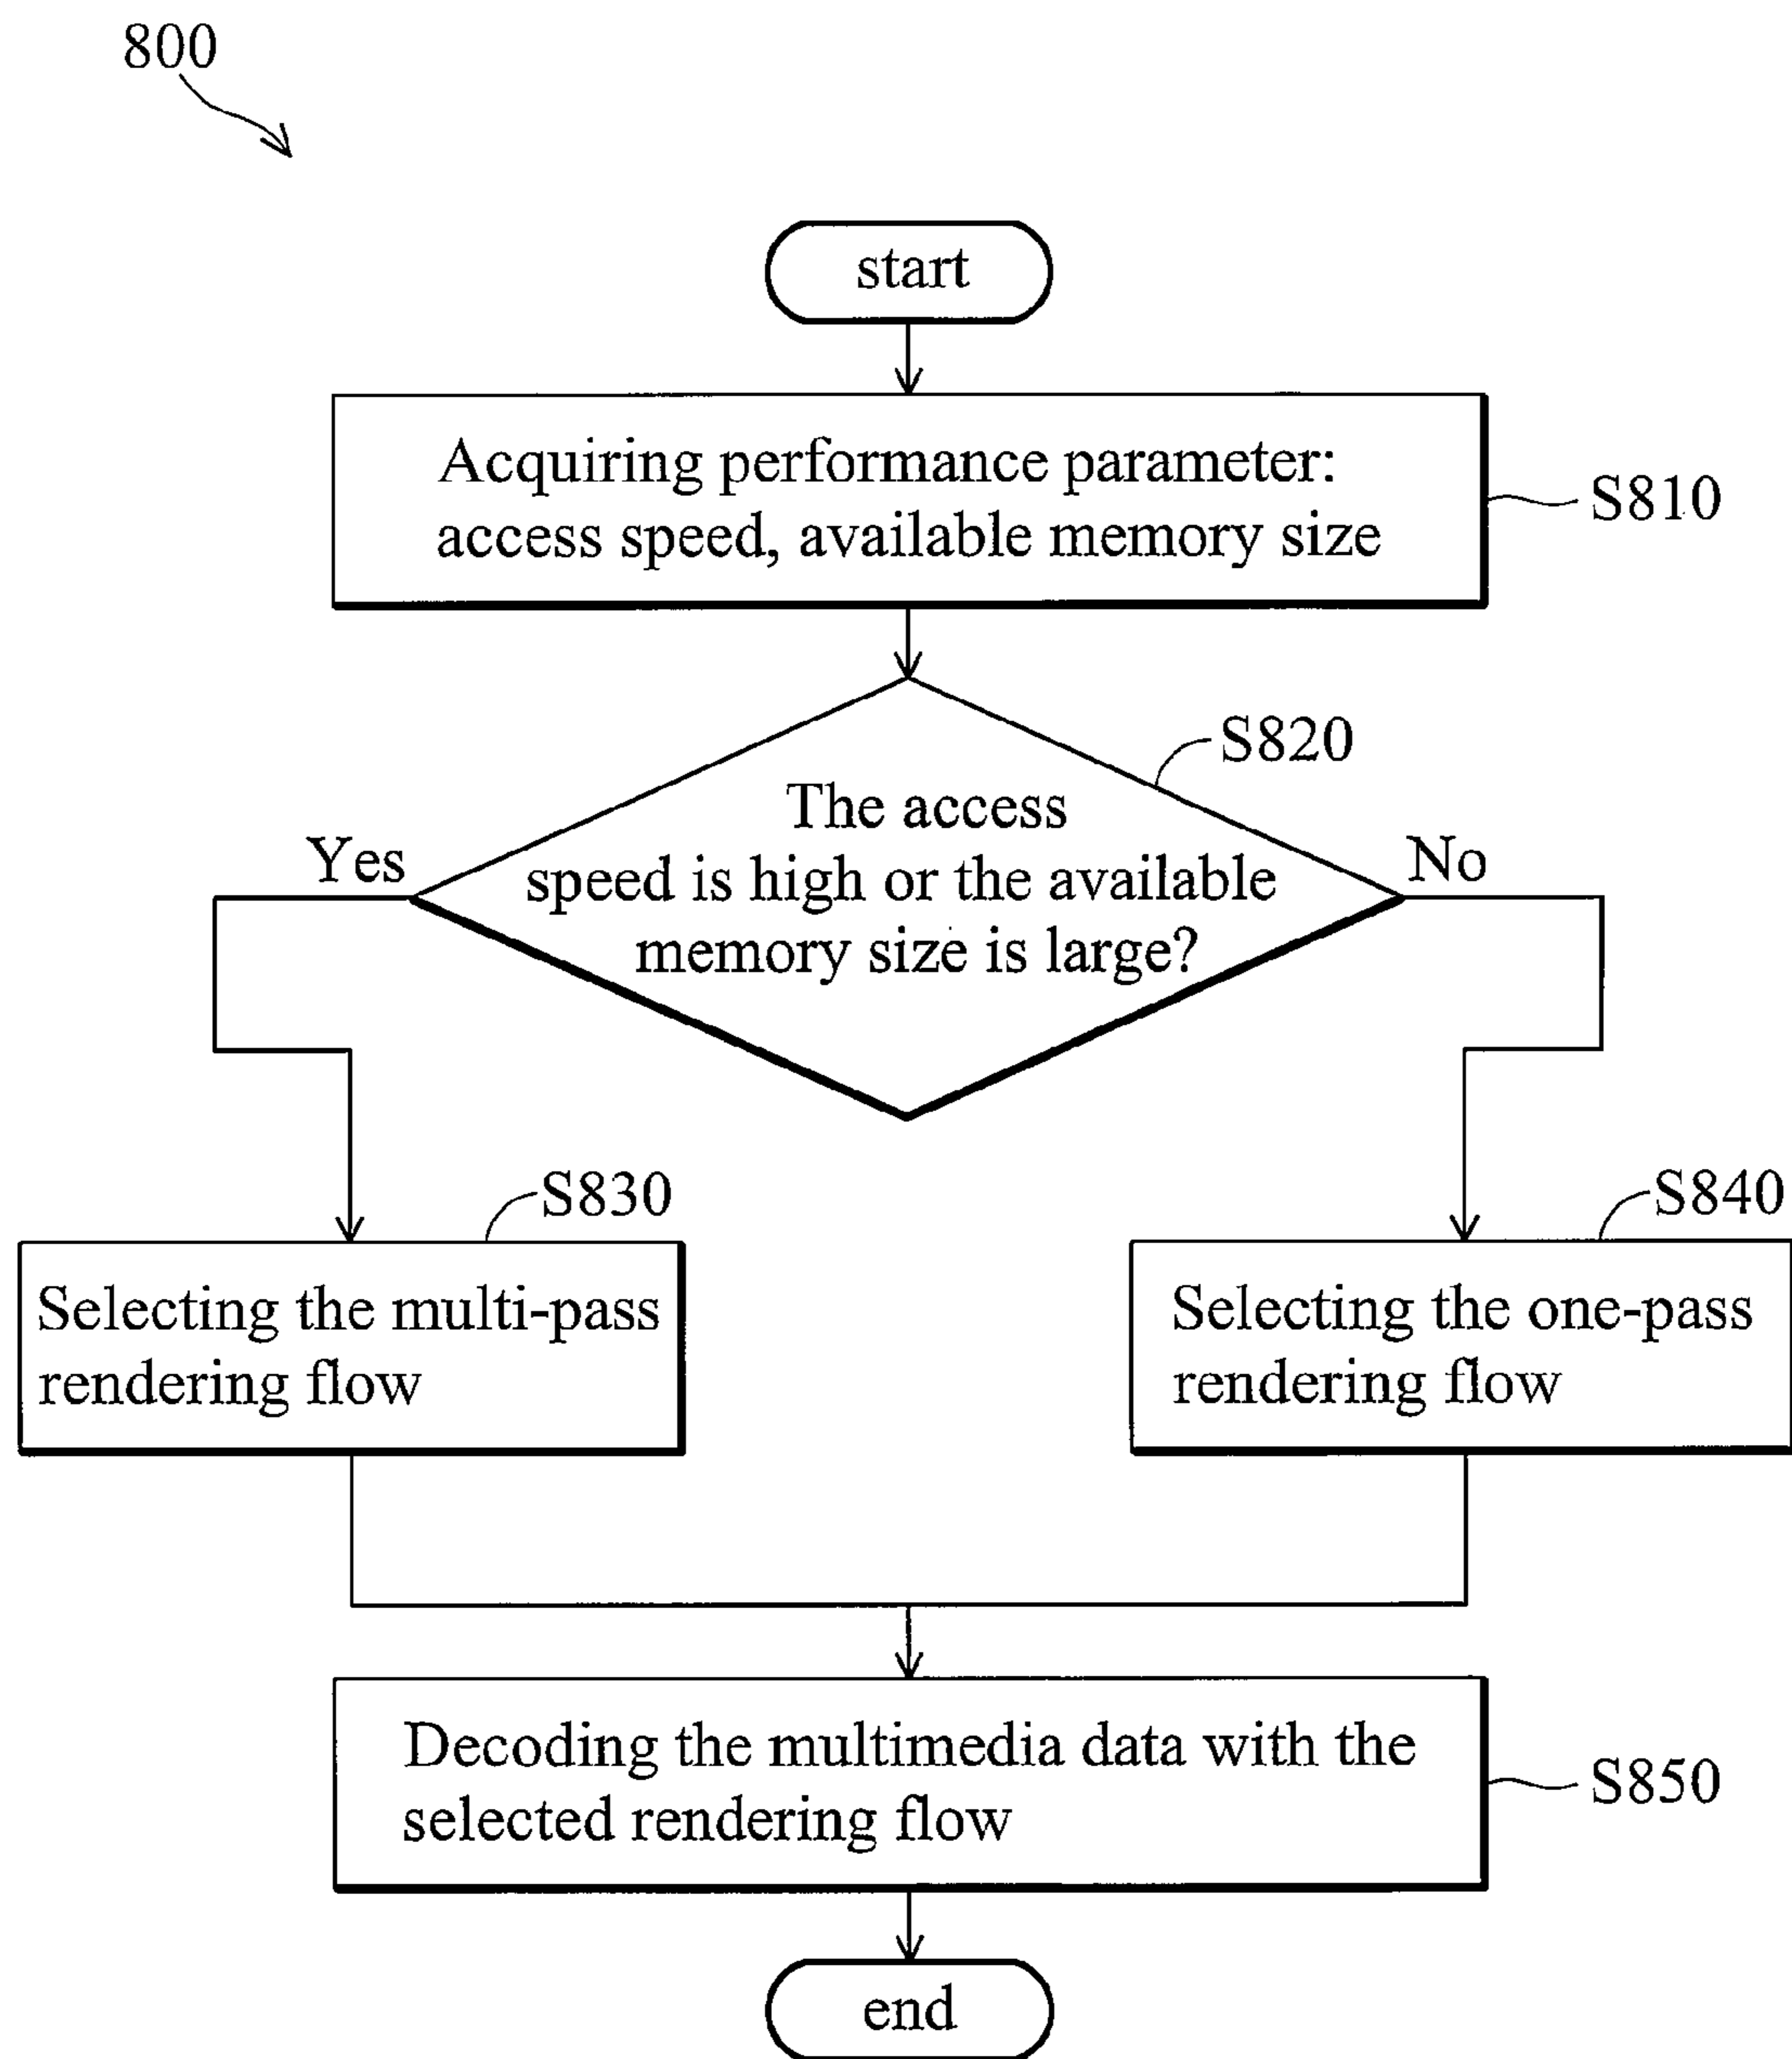 800
start
Acquiring performance parameter:
access speed, available memory size
S810
S820
The access
speed is high or the available
memory size is large?
Yes
No
S830
Selecting the multi-pass
rendering flow
S840
Selecting the one-pass
rendering flow
Decoding the multimedia data with the
selected rendering flow
S850
end